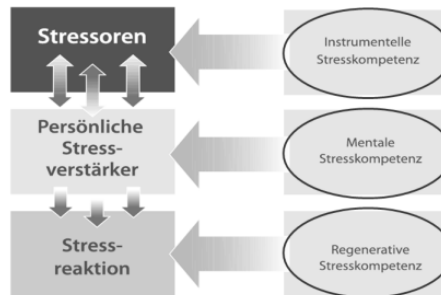 Stressoren
Instrumentelle
Stresskompetenz
Persönliche
Stress-
verstärker
Mentale
Stresskompetenz
Stress-
reaktion
Regenerative
Stresskompetenz